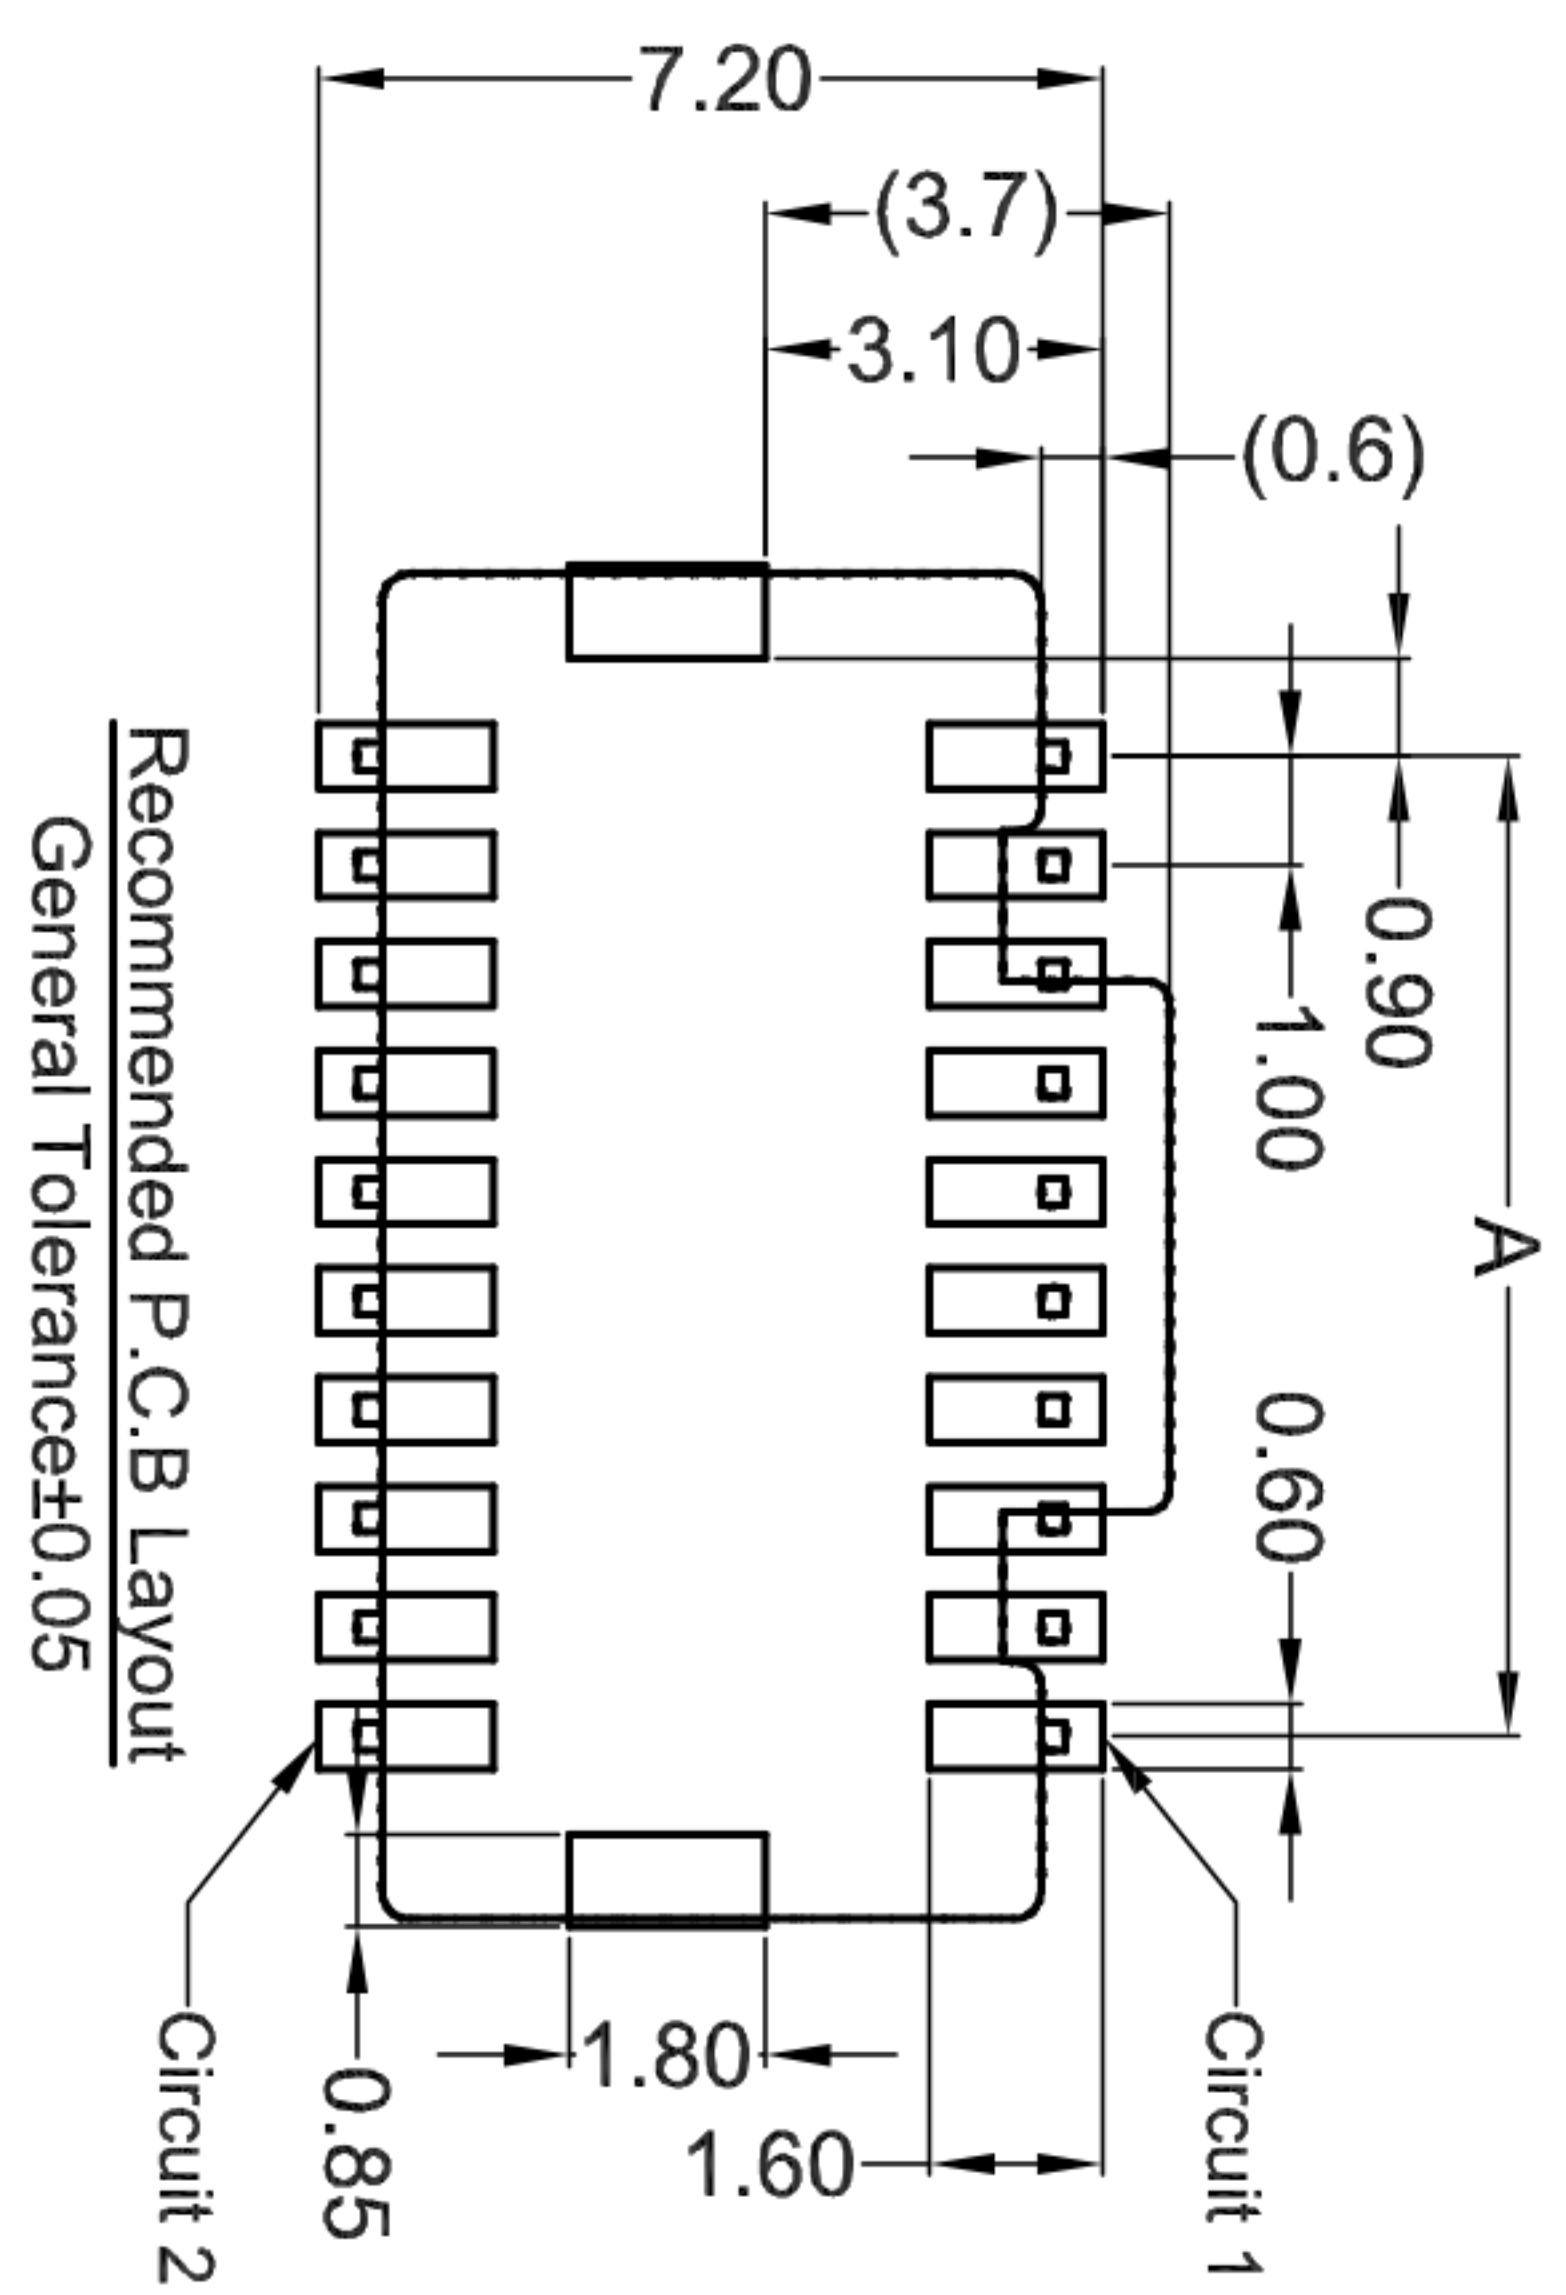 7.20
(3.7)
3.10
(0.6)
0.90
1.00
A
0.60
Circuit 1
1.60
1.80
0.85
Circuit 2
Recommended P.C.B Layout
General Tolerance±0.05